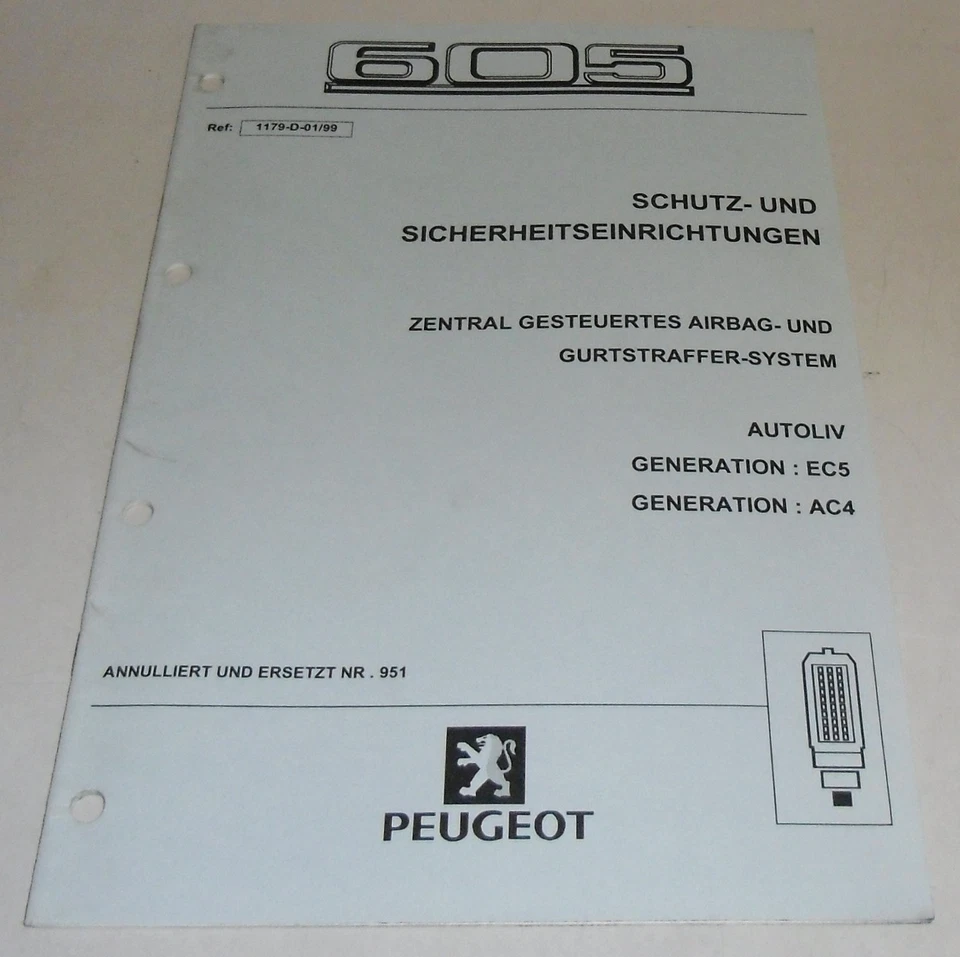 605
Ref: 1179-D-01/99
SCHUTZ- UND
SICHERHEITSEINRICHTUNGEN
ZENTRAL GESTEUERTES AIRBAG- UND
GURTSTRAFFER-SYSTEM
AUTOLIV
GENERATION : EC5
GENERATION : AC4
ANNULLIERT UND ERSETZT NR . 951
PEUGEOT